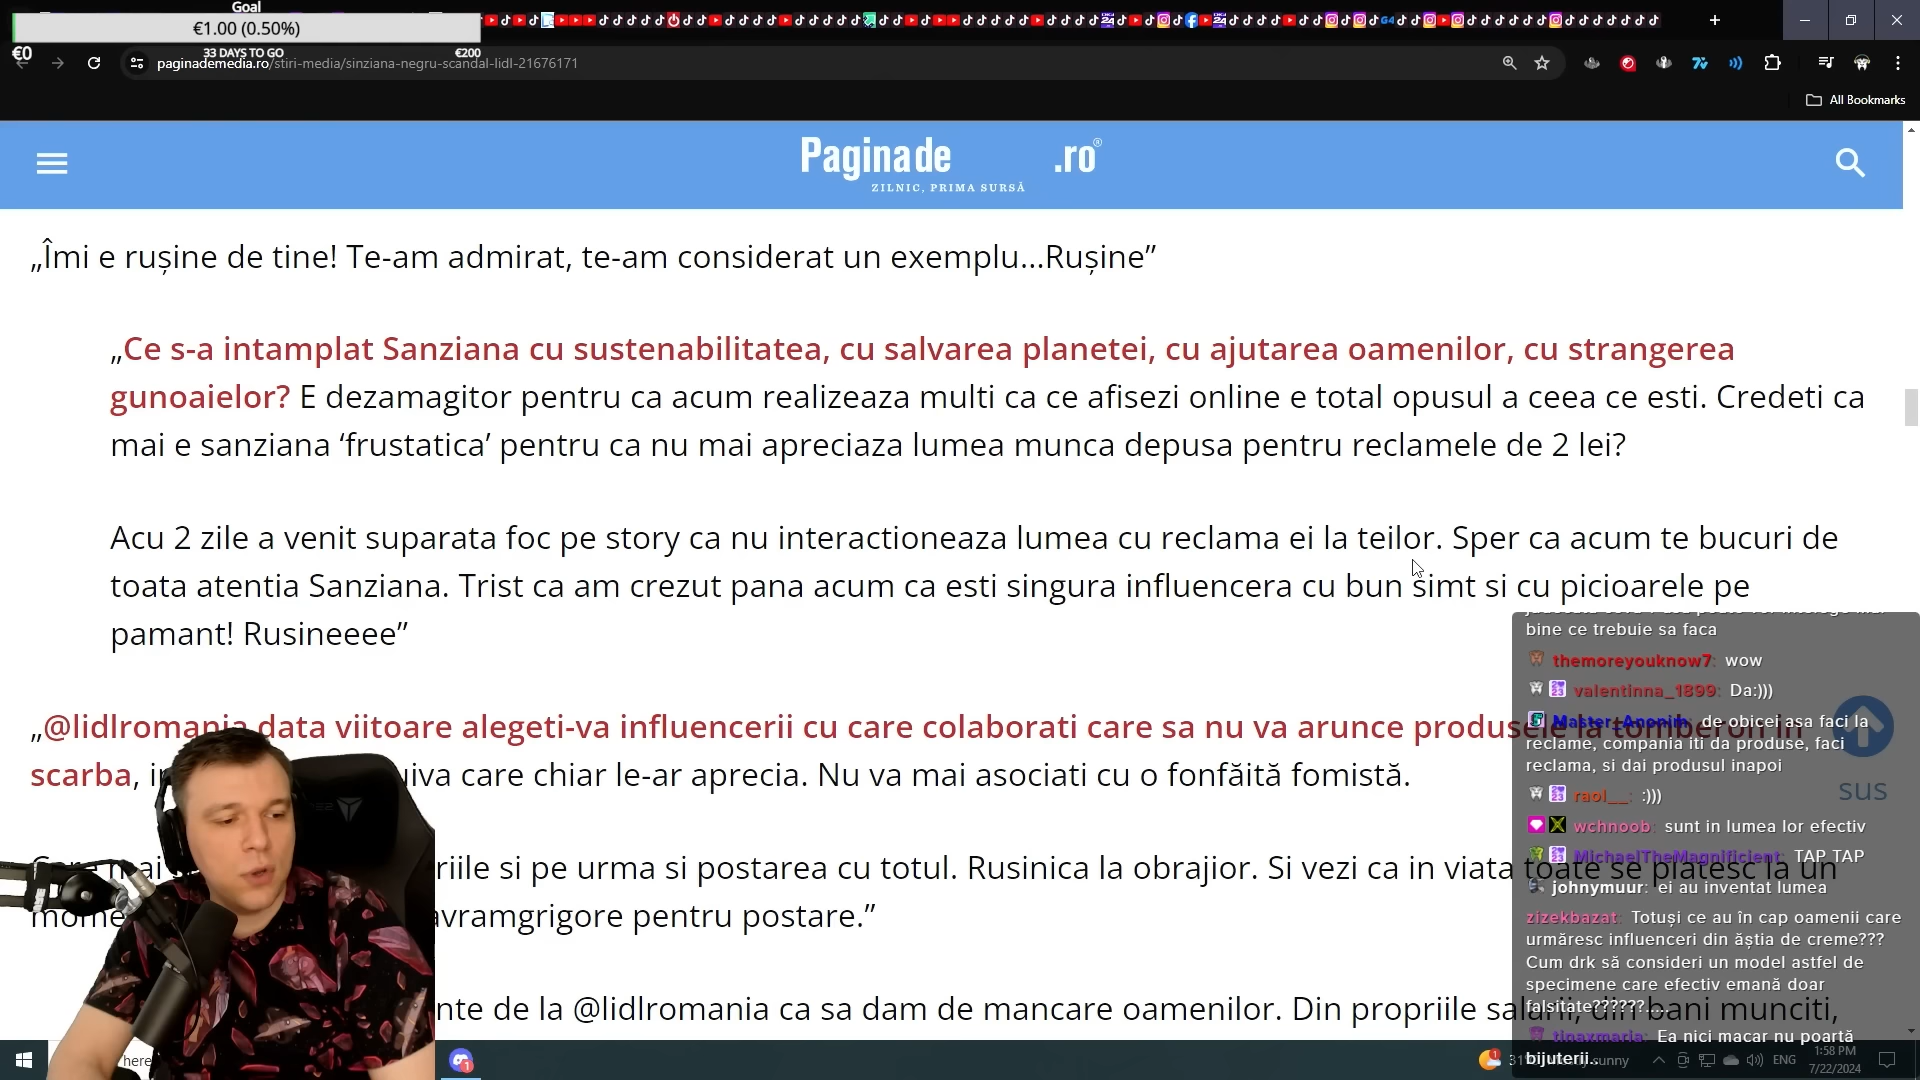 Goal
€1.00 (0.50%)
€0
33 DAYS TO GO
€200
paginademedia.ro/stiri-media/sinziana-negru-scandal-lidl-21676171
All Bookmarks
Paginade .ro®
ZILNIC, PRIMA SURSĂ
„Îmi e rușine de tine! Te-am admirat, te-am considerat un exemplu...Rușine”
„Ce s-a intamplat Sanziana cu sustenabilitatea, cu salvarea planetei, cu ajutarea oamenilor, cu strangerea
gunoaielor? E dezamagitor pentru ca acum realizeaza multi ca ce afisezi online e total opusul a ceea ce esti. Credeti ca
mai e sanziana ‘frustatica’ pentru ca nu mai apreciaza lumea munca depusa pentru reclamele de 2 lei?
Acu 2 zile a venit suparata foc pe story ca nu interactioneaza lumea cu reclama ei la teilor. Sper ca acum te bucuri de
toata atentia Sanziana. Trist ca am crezut pana acum ca esti singura influencera cu bun simt si cu picioarele pe
pamant! Rusineeee”
„@lidlromania data viitoare alegeti-va influencerii cu care colaborati care sa nu va arunce produsele la tomberon in
scarba, uiva care chiar le-ar aprecia. Nu va mai asociati cu o fonfăită fomistă.
mai riile si pe urma si postarea cu totul. Rusinica la obrajior. Si vezi ca in viata toate se platesc la un
mome avramgrigore pentru postare.”
nte de la @lidlromania ca sa dam de mancare oamenilor. Din propriile salarii, din bani munciti,
sus
bine ce trebuie sa faca
themoreyouknow7: wow
valentinna_1899: Da:)))
Master_Anonim: de obicei asa faci la
reclame, compania iti da produse, faci
reclama, si dai produsul inapoi
raol__: :)))
wchnoob: sunt in lumea lor efectiv
MichaelTheMagnificient: TAP TAP
johnymuur: ei au inventat lumea
zizekbazat: Totuși ce au în cap oamenii care
urmăresc influenceri din ăștia de creme???
Cum drk să consideri un model astfel de
specimene care efectiv emană doar
falsitate??????.....
tinaxmaria: Ea nici macar nu poartă
bijuterii..
here
1
31° sunny
ENG
1:58 PM
7/22/2024